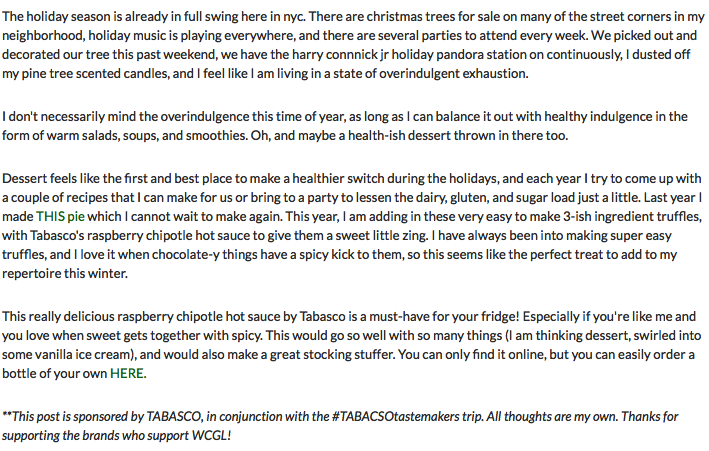 The holiday season is already in full swing here in nyc. There are christmas trees for sale on many of the street corners in my
neighborhood, holiday music is playing everywhere, and there are several parties to attend every week. We picked out and
decorated our tree this past weekend, we have the harry connnick jr holiday pandora station on continuously, I dusted off
my pine tree scented candles, and I feel like I am living in a state of overindulgent exhaustion.
I don't necessarily mind the overindulgence this time of year, as long as I can balance it out with healthy indulgence in the
form of warm salads, soups, and smoothies. Oh, and maybe a health-ish dessert thrown in there too.
Dessert feels like the first and best place to make a healthier switch during the holidays, and each year I try to come up with
a couple of recipes that I can make for us or bring to a party to lessen the dairy, gluten, and sugar load just a little. Last year I
made THIS pie which I cannot wait to make again. This year, I am adding in these very easy to make 3-ish ingredient truffles,
with Tabasco's raspberry chipotle hot sauce to give them a sweet little zing. I have always been into making super easy
truffles, and I love it when chocolate-y things have a spicy kick to them, so this seems like the perfect treat to add to my
repertoire this winter.
This really delicious raspberry chipotle hot sauce by Tabasco is a must-have for your fridge! Especially if you're like me and
you love when sweet gets together with spicy. This would go so well with so many things (I am thinking dessert, swirled into
some vanilla ice cream), and would also make a great stocking stuffer. You can only find it online, but you can easily order a
bottle of your own HERE.
**This post is sponsored by TABASCO, in conjunction with the #TABACSOtastemakers trip. All thoughts are my own. Thanks for
supporting the brands who support WCGL!